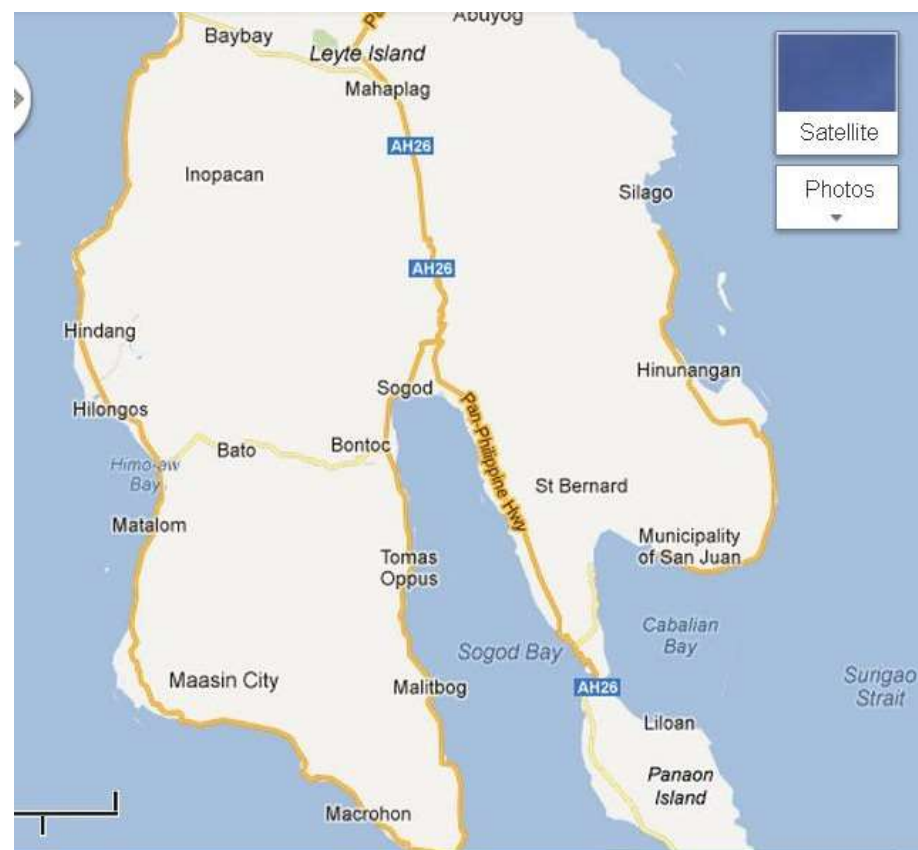 Abuyog
Baybay
Leyte Island
Mahaplag
AH26
Satellite
Inopacan
Silago
Photos
AH26
Hindang
Hinunangan
Sogod
Hilongos
Pan-Philippine Hwy
Bato
Bontoc
Himo-aw
Bay
St Bernard
Matalom
Municipality
of San Juan
Tomas
Oppus
Cabalian
Bay
Sogod Bay
Surigao
Strait
Maasin City
Malitbog
AH26
Liloan
Panaon
Island
Macrohon